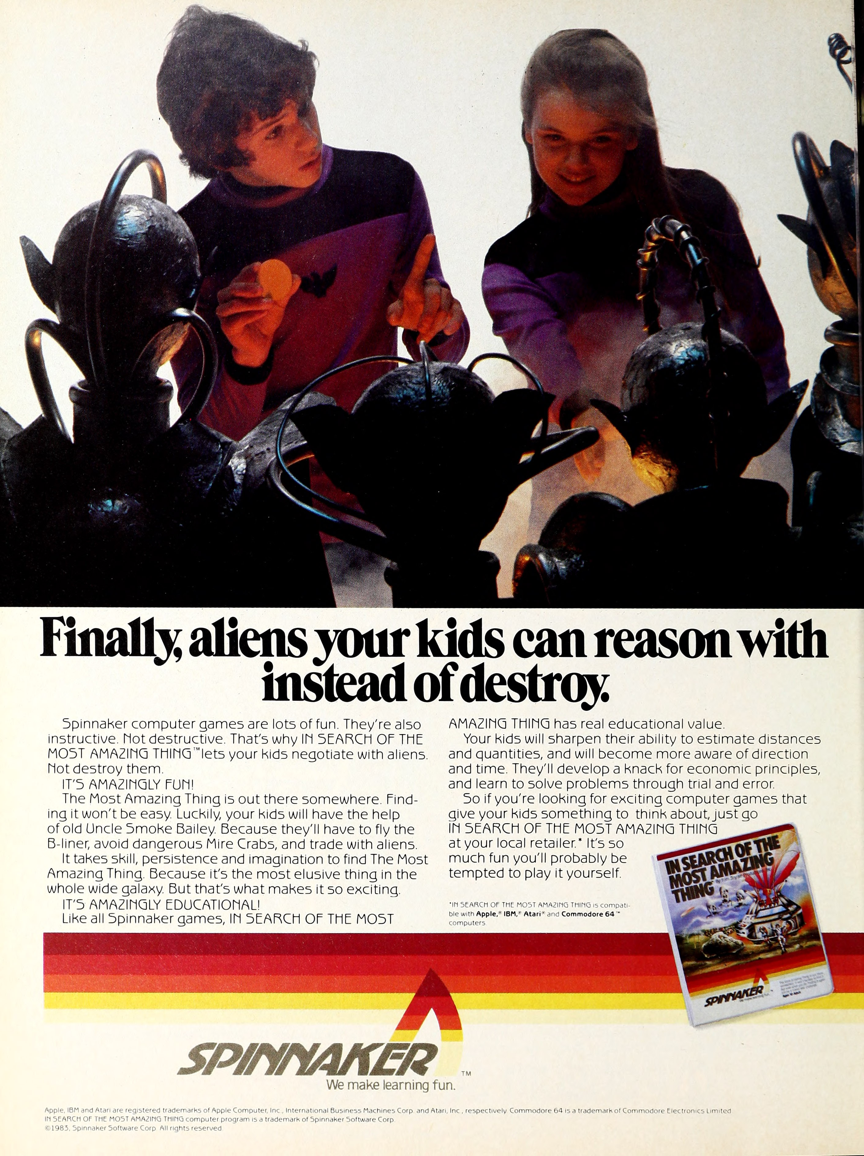 Finally, aliens your kids can reason with
instead of destroy.
Spinnaker computer games are lots of fun. They're also
instructive. Not destructive. That's why IN SEARCH OF THE
MOST AMAZING THING™ lets your kids negotiate with aliens.
Not destroy them.
IT'S AMAZINGLY FUN!
The Most Amazing Thing is out there somewhere. Find-
ing it won't be easy. Luckily, your kids will have the help
of old Uncle Smoke Bailey. Because they'll have to fly the
B-liner, avoid dangerous Mire Crabs, and trade with aliens.
It takes skill, persistence and imagination to find The Most
Amazing Thing. Because it's the most elusive thing in the
whole wide galaxy. But that's what makes it so exciting.
IT'S AMAZINGLY EDUCATIONAL!
Like all Spinnaker games, IN SEARCH OF THE MOST
AMAZING THING has real educational value.
Your kids will sharpen their ability to estimate distances
and quantities, and will become more aware of direction
and time. They'll develop a knack for economic principles,
and learn to solve problems through trial and error.
So if you're looking for exciting computer games that
give your kids something to think about, just go
IN SEARCH OF THE MOST AMAZING THING
at your local retailer.* It's so
much fun you'll probably be
tempted to play it yourself.
*IN SEARCH OF THE MOST AMAZING THING is compati-
ble with Apple,® IBM,® Atari® and Commodore 64™
computers.
IN SEARCH OF THE
MOST AMAZING
THING
SPINNAKER
SPINNAKER™
We make learning fun.
Apple, IBM and Atari are registered trademarks of Apple Computer, Inc., International Business Machines Corp. and Atari, Inc., respectively. Commodore 64 is a trademark of Commodore Electronics Limited.
IN SEARCH OF THE MOST AMAZING THING computer program is a trademark of Spinnaker Software Corp.
©1983, Spinnaker Software Corp. All rights reserved.